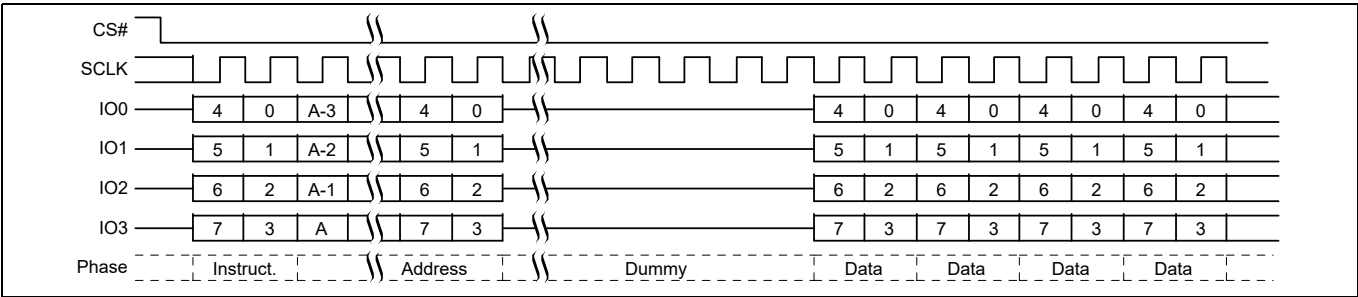 CS#
SCLK
IO0 4 0 A-3 4 0 4 0 4 0 4 0 4 0
IO1 5 1 A-2 5 1 5 1 5 1 5 1 5 1
IO2 6 2 A-1 6 2 6 2 6 2 6 2 6 2
IO3 7 3 A 7 3 7 3 7 3 7 3 7 3
Phase Instruct. Address Dummy Data Data Data Data